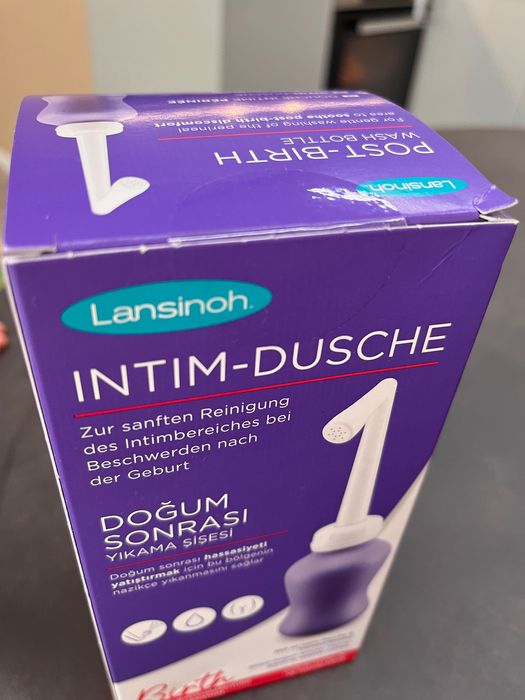 POST-BIRTH
WASH BOTTLE
For gentle washing of the perineal
area to soothe post-birth discomfort
Lansinoh
Lansinoh®
INTIM-DUSCHE
Zur sanften Reinigung
des Intimbereiches bei
Beschwerden nach
der Geburt
DOĞUM
SONRASI
YIKAMA ŞİŞESİ
Doğum sonrası hassasiyeti
yatıştırmak için bu bölgenin
nazikçe yıkanmasını sağlar
Birth